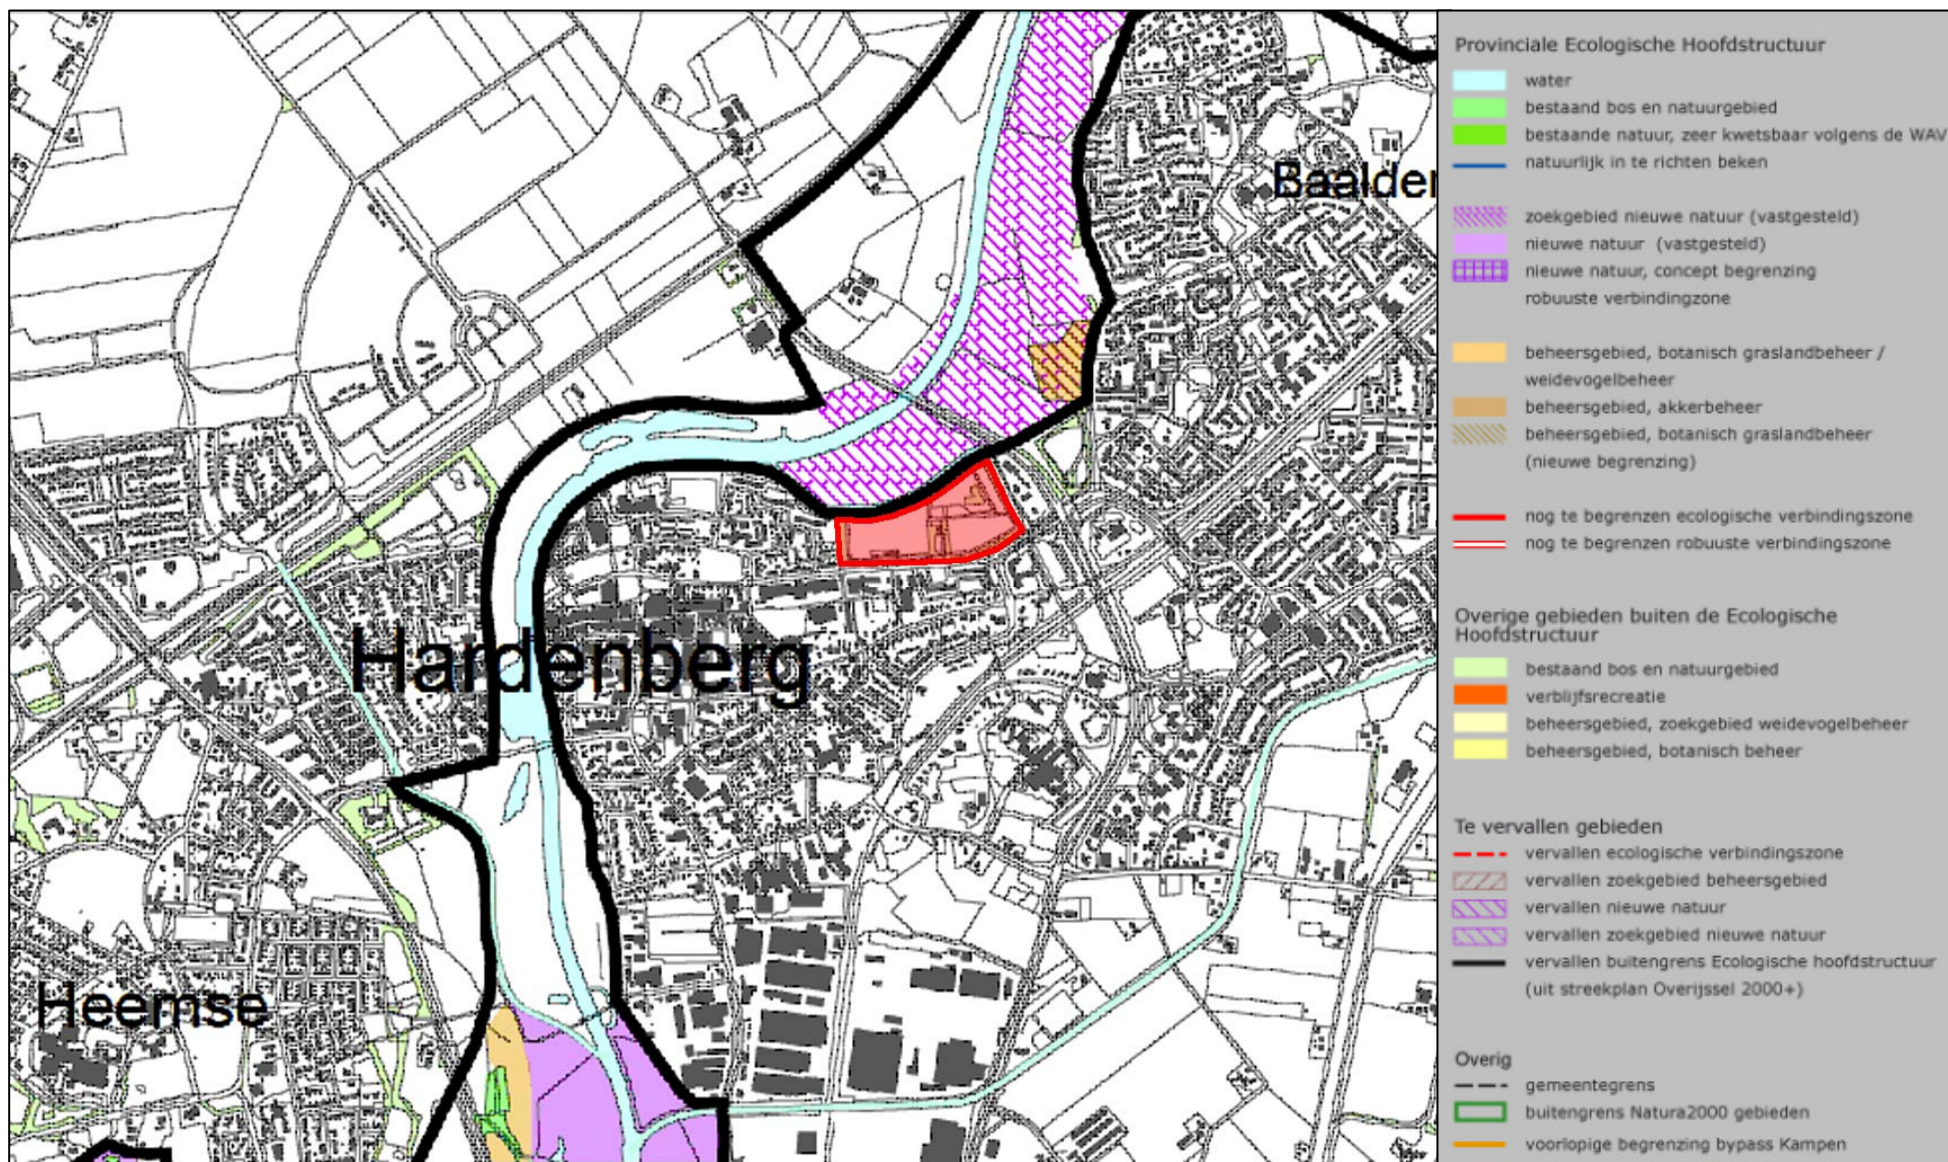 Baalder
Hardenberg
Heemse
Provinciale Ecologische Hoofdstructuur
water
bestaand bos en natuurgebied
bestaande natuur, zeer kwetsbaar volgens de WAV
natuurlijk in te richten beken
zoekgebied nieuwe natuur (vastgesteld)
nieuwe natuur (vastgesteld)
nieuwe natuur, concept begrenzing
robuuste verbindingzone
beheersgebied, botanisch graslandbeheer /
weidevogelbeheer
beheersgebied, akkerbeheer
beheersgebied, botanisch graslandbeheer
(nieuwe begrenzing)
nog te begrenzen ecologische verbindingszone
nog te begrenzen robuuste verbindingszone
Overige gebieden buiten de Ecologische
Hoofdstructuur
bestaand bos en natuurgebied
verblijfsrecreatie
beheersgebied, zoekgebied weidevogelbeheer
beheersgebied, botanisch beheer
Te vervallen gebieden
vervallen ecologische verbindingszone
vervallen zoekgebied beheersgebied
vervallen nieuwe natuur
vervallen zoekgebied nieuwe natuur
vervallen buitengrens Ecologische hoofdstructuur
(uit streekplan Overijssel 2000+)
Overig
gemeentegrens
buitengrens Natura2000 gebieden
voorlopige begrenzing bypass Kampen